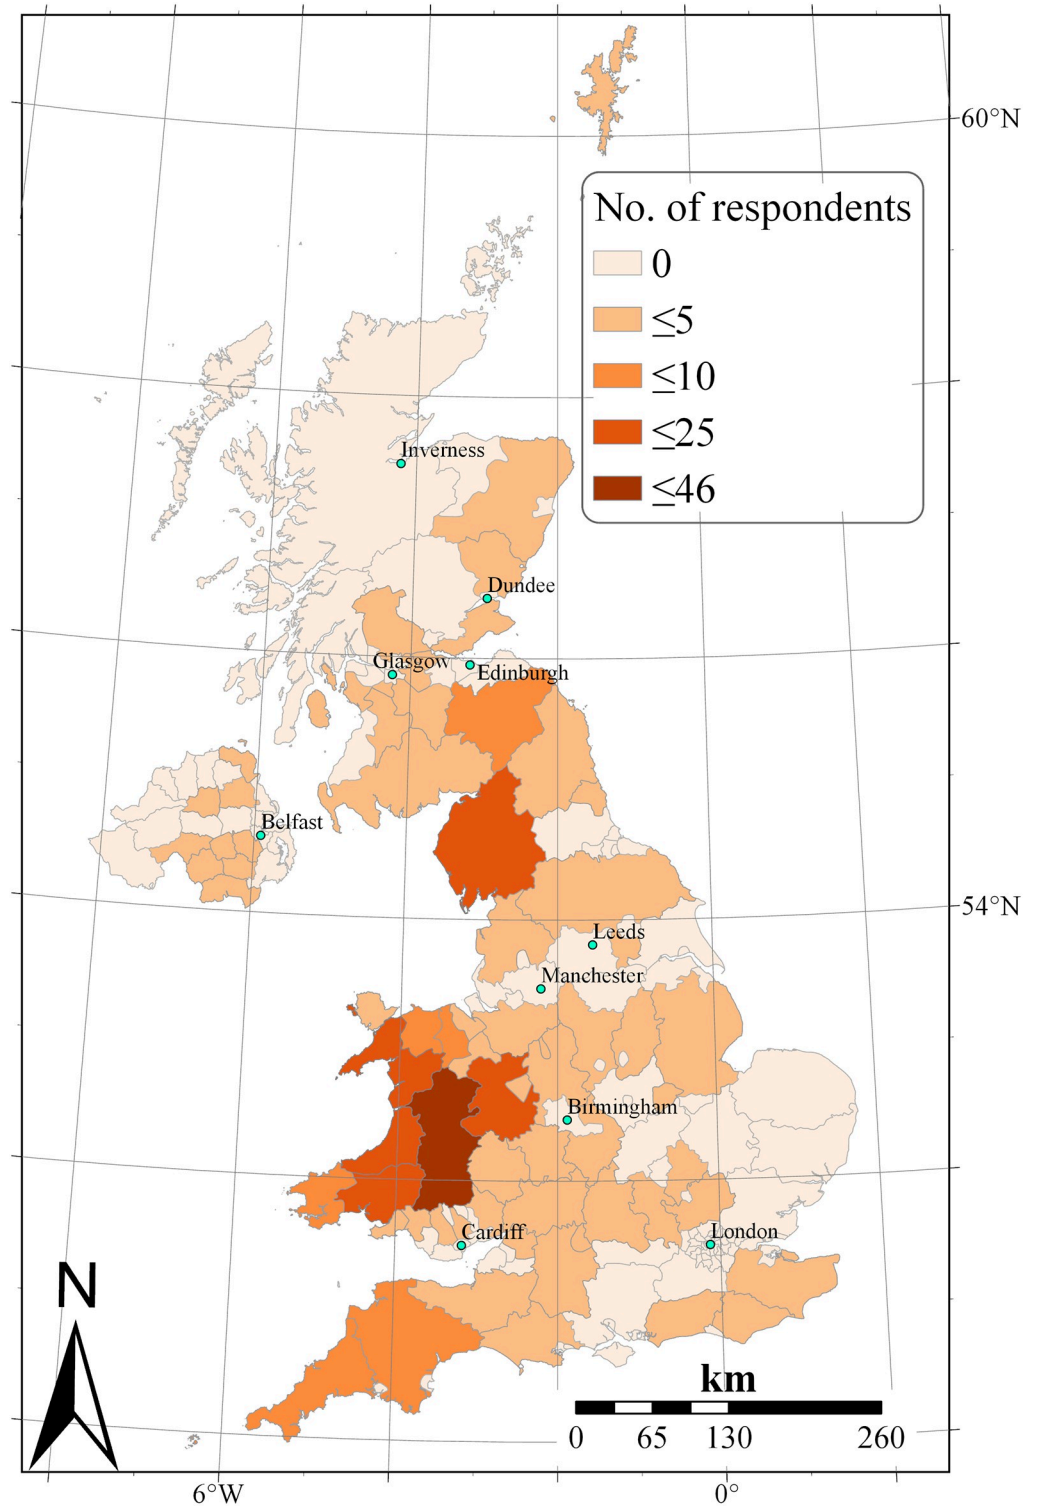 60°N
No. of respondents
0
≤5
≤10
≤25
≤46
Inverness
Dundee
Glasgow
Edinburgh
Belfast
54°N
Leeds
Manchester
Birmingham
Cardiff
London
N
km
0 65 130 260
6°W 0°